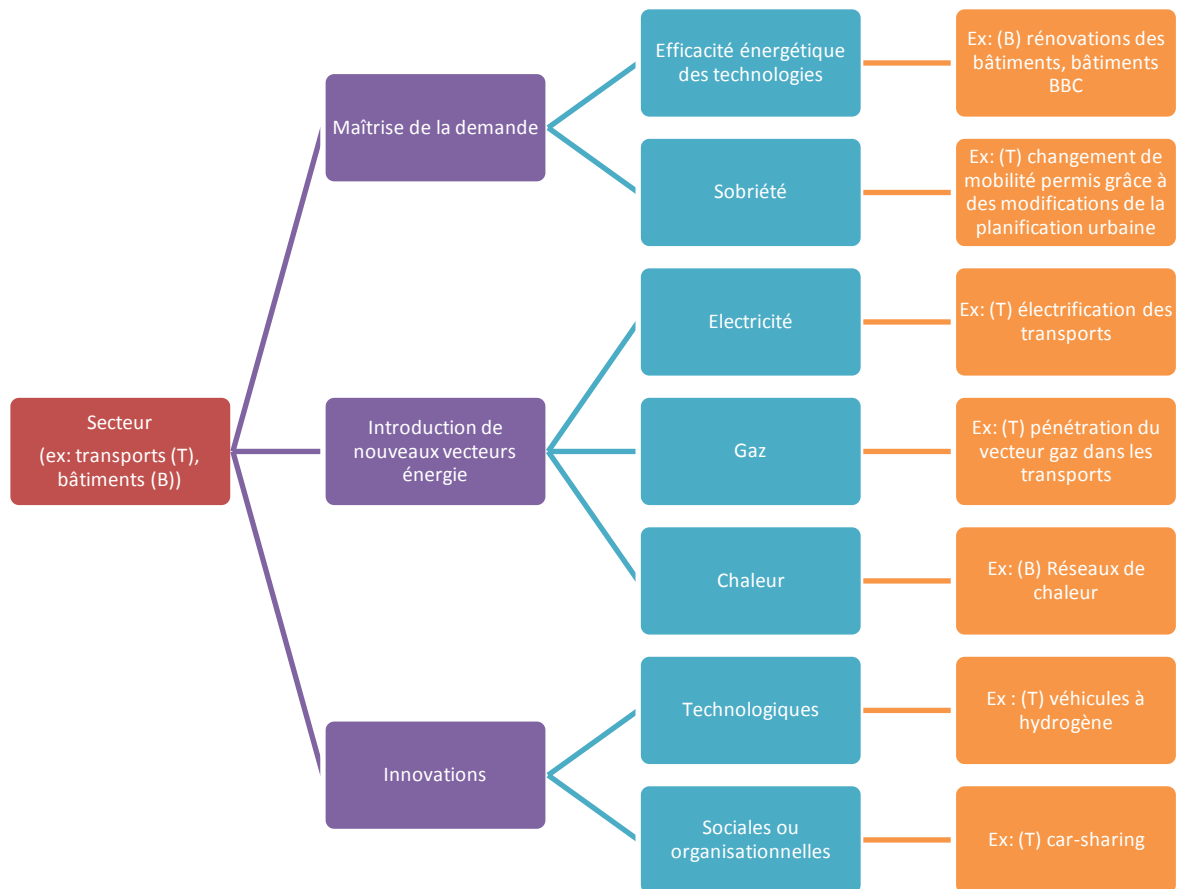 Secteur
(ex: transports (T),
bâtiments (B))
Maîtrise de la demande
Efficacité énergétique
des technologies
Ex: (B) rénovations des
bâtiments, bâtiments
BBC
Sobriété
Ex: (T) changement de
mobilité permis grâce à
des modifications de la
planification urbaine
Introduction de
nouveaux vecteurs
énergie
Electricité
Ex: (T) électrification des
transports
Gaz
Ex: (T) pénétration du
vecteur gaz dans les
transports
Chaleur
Ex: (B) Réseaux de
chaleur
Innovations
Technologiques
Ex : (T) véhicules à
hydrogène
Sociales ou
organisationnelles
Ex: (T) car-sharing